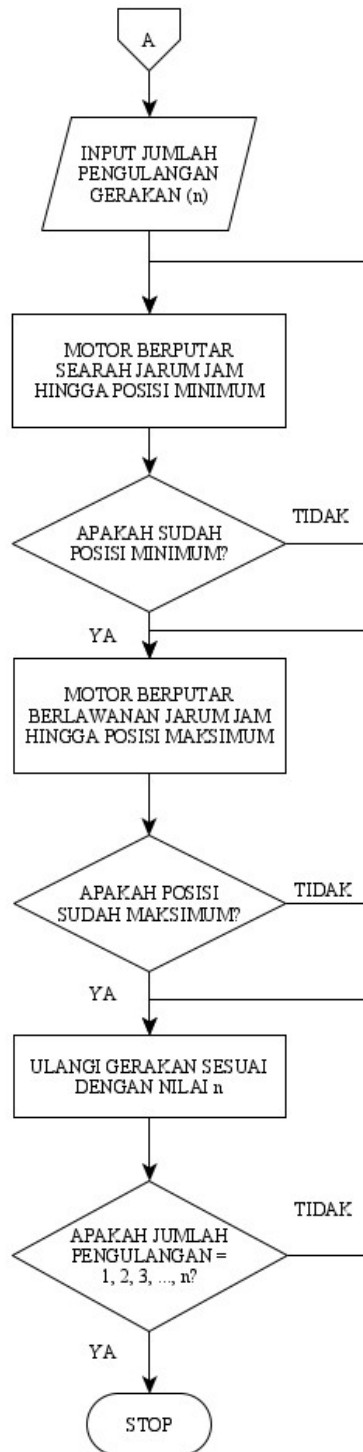 A
INPUT JUMLAH
PENGULANGAN
GERAKAN (n)
MOTOR BERPUTAR
SEARAH JARUM JAM
HINGGA POSISI MINIMUM
APAKAH SUDAH
POSISI MINIMUM?
TIDAK
YA
MOTOR BERPUTAR
BERLAWANAN JARUM JAM
HINGGA POSISI MAKSIMUM
APAKAH POSISI
SUDAH MAKSIMUM?
TIDAK
YA
ULANGI GERAKAN SESUAI
DENGAN NILAI n
APAKAH JUMLAH
PENGULANGAN =
1, 2, 3, ..., n?
TIDAK
YA
STOP